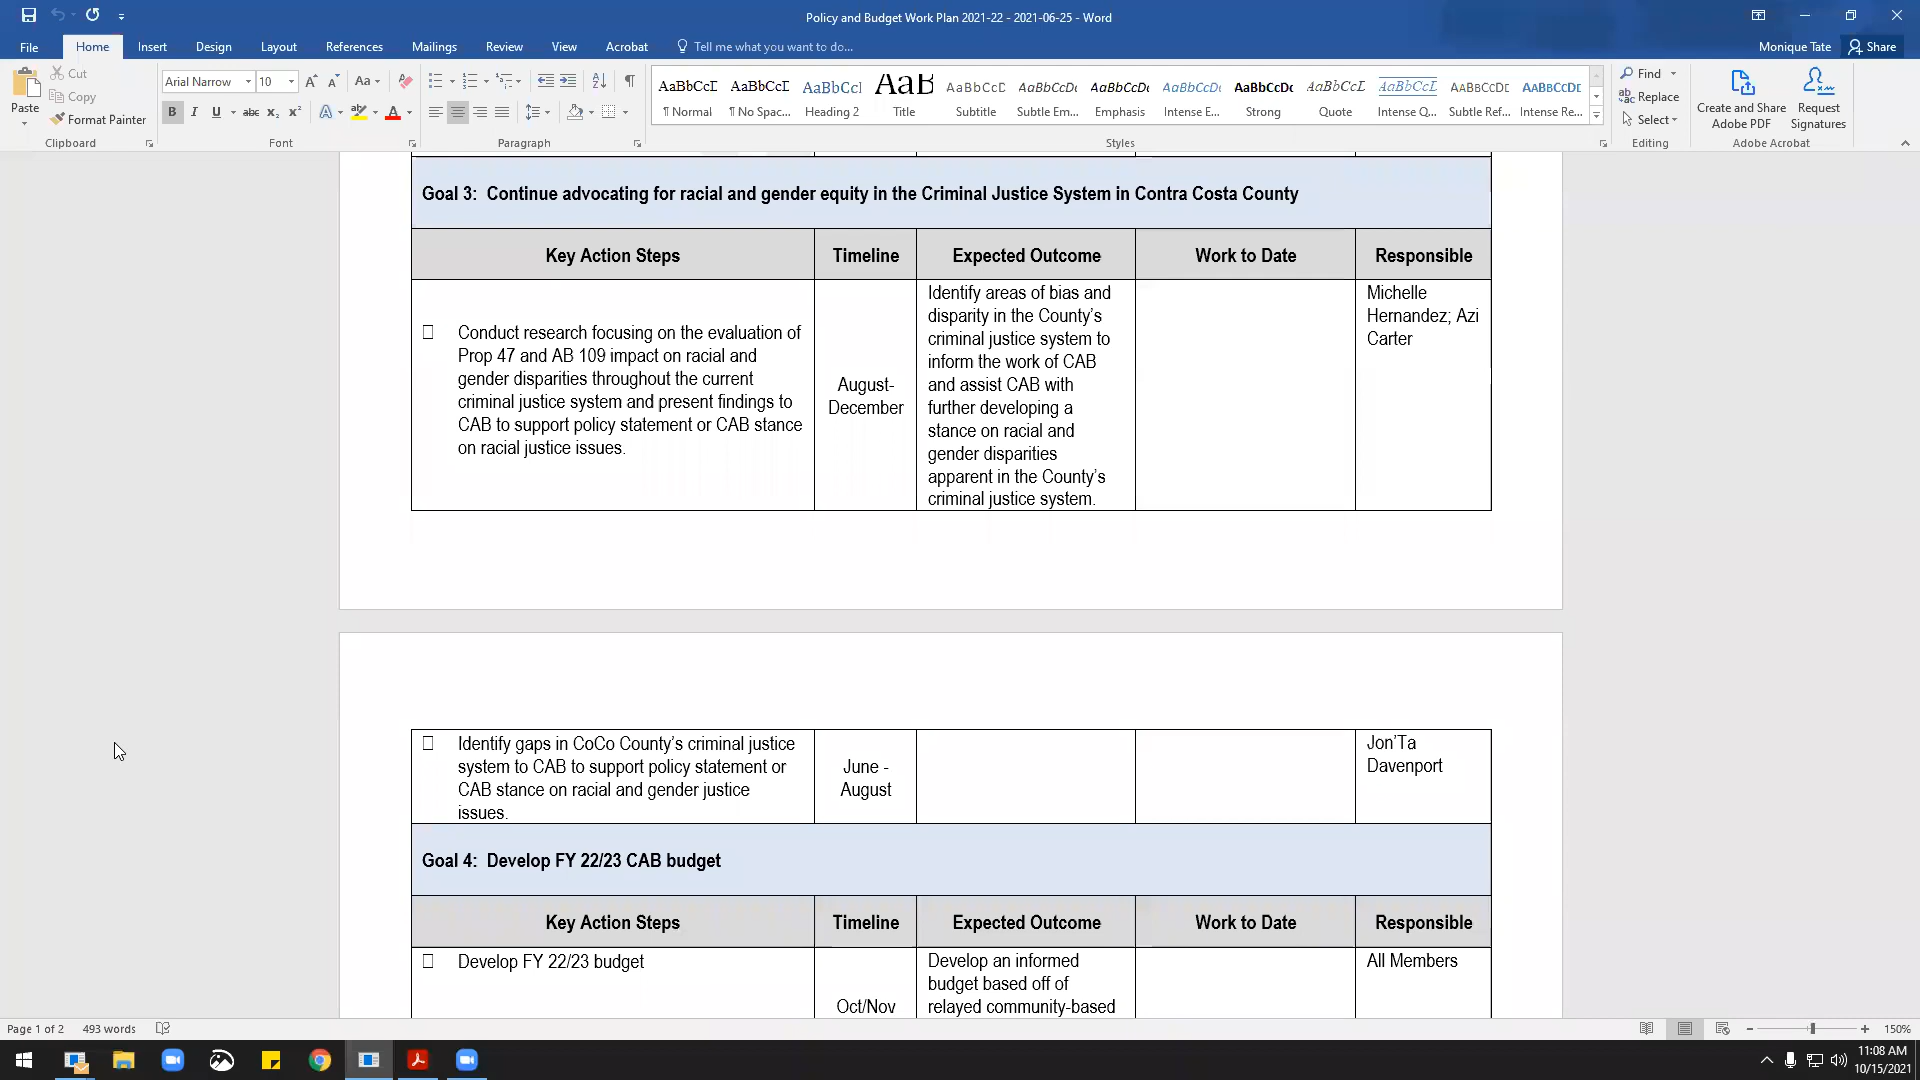 Policy and Budget Work Plan 2021-22 - 2021-06-25 - Word
File Home Insert Design Layout References Mailings Review View Acrobat Tell me what you want to do... Monique Tate Share
Paste
Cut
Copy
Format Painter
Clipboard
Arial Narrow 10
Font
Paragraph
AaBbCcI AaBbCcI AaBbCcI AaB AaBbCcD AaBbCcDc AaBbCcDc AaBbCcDc AaBbCcDc AaBbCcL AaBbCcL AABBCCDE AABBCCDE
¶ Normal ¶ No Spac... Heading 2 Title Subtitle Subtle Em... Emphasis Intense E... Strong Quote Intense Q... Subtle Ref... Intense Re...
Styles
Find
Replace
Select
Editing
Create and Share
Adobe PDF
Request
Signatures
Adobe Acrobat
Goal 3: Continue advocating for racial and gender equity in the Criminal Justice System in Contra Costa County
Key Action Steps Timeline Expected Outcome Work to Date Responsible
Conduct research focusing on the evaluation of
Prop 47 and AB 109 impact on racial and
gender disparities throughout the current
criminal justice system and present findings to
CAB to support policy statement or CAB stance
on racial justice issues.
August-
December
Identify areas of bias and
disparity in the County's
criminal justice system to
inform the work of CAB
and assist CAB with
further developing a
stance on racial and
gender disparities
apparent in the County's
criminal justice system.
Michelle
Hernandez; Azi
Carter
Identify gaps in CoCo County's criminal justice
system to CAB to support policy statement or
CAB stance on racial and gender justice
issues.
June -
August
Jon'Ta
Davenport
Goal 4: Develop FY 22/23 CAB budget
Key Action Steps Timeline Expected Outcome Work to Date Responsible
Develop FY 22/23 budget
Oct/Nov
Develop an informed
budget based off of
relayed community-based
All Members
Page 1 of 2 493 words 150%
11:08 AM
10/15/2021